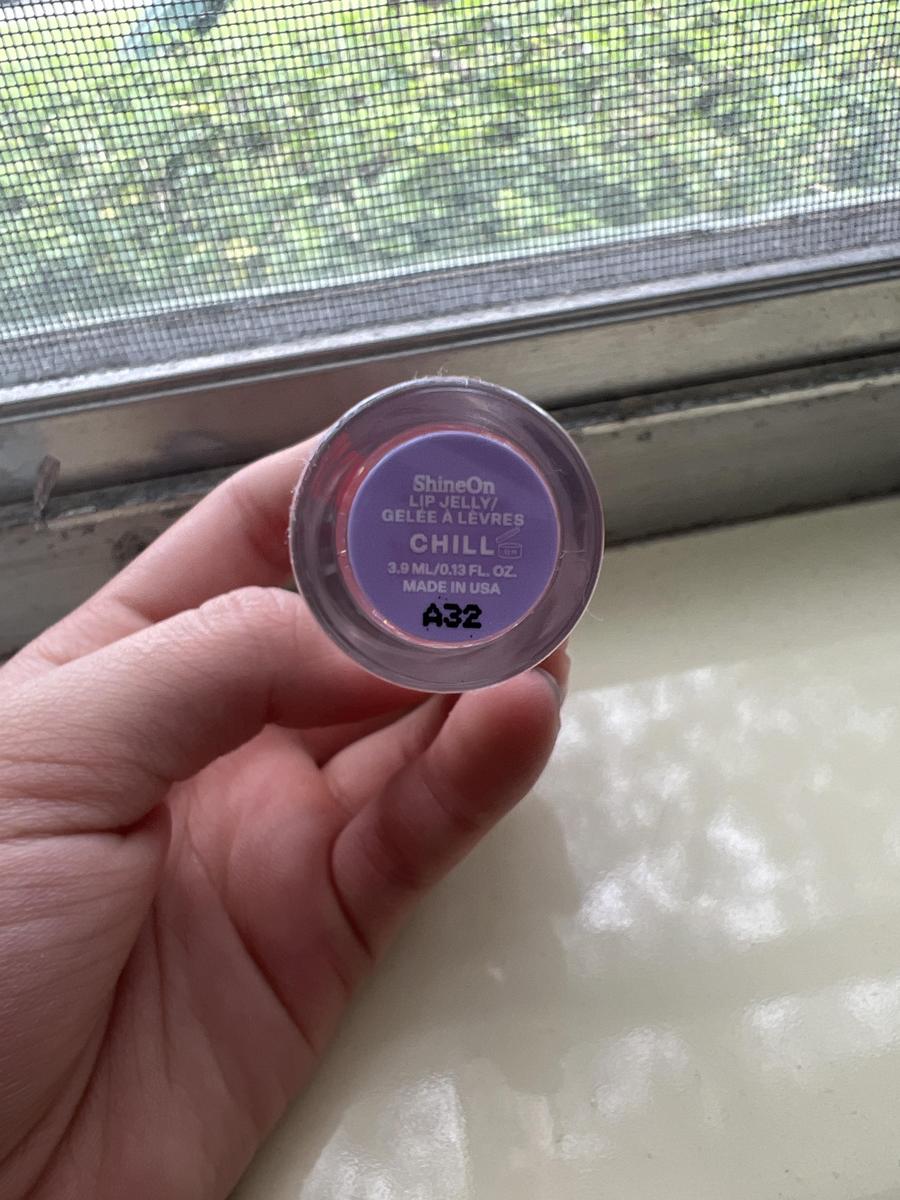 ShineOn
LIP JELLY/
GELÉE À LÈVRES
CHILL
3.9 ML/0.13 FL. OZ.
MADE IN USA
A32